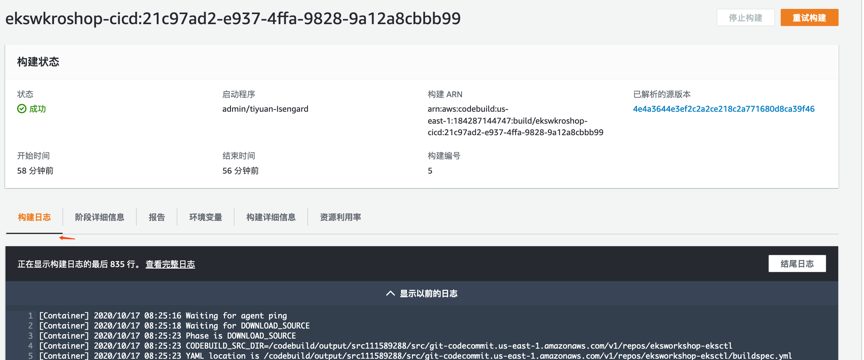 ekswkroshop-cicd:21c97ad2-e937-4ffa-9828-9a12a8cbbb99
停止构建
重试构建
构建状态
状态
启动程序
构建 ARN
已解析的源版本
成功
admin/tiyuan-Isengard
arn:aws:codebuild:us-
east-1:184287144747:build/ekswkroshop-
cicd:21c97ad2-e937-4ffa-9828-9a12a8cbbb99
4e4a3644e3ef2c2a2ce218c2a771680d8ca39f46
开始时间
结束时间
构建编号
58 分钟前
56 分钟前
5
构建日志
阶段详细信息
报告
环境变量
构建详细信息
资源利用率
正在显示构建日志的最后 835 行。 查看完整日志
结尾日志
显示以前的日志
1 [Container] 2020/10/17 08:25:16 Waiting for agent ping
2 [Container] 2020/10/17 08:25:18 Waiting for DOWNLOAD_SOURCE
3 [Container] 2020/10/17 08:25:23 Phase is DOWNLOAD_SOURCE
4 [Container] 2020/10/17 08:25:23 CODEBUILD_SRC_DIR=/codebuild/output/src111589288/src/git-codecommit.us-east-1.amazonaws.com/v1/repos/eksworkshop-eksctl
5 [Container] 2020/10/17 08:25:23 YAML location is /codebuild/output/src111589288/src/git-codecommit.us-east-1.amazonaws.com/v1/repos/eksworkshop-eksctl/buildspec.yml